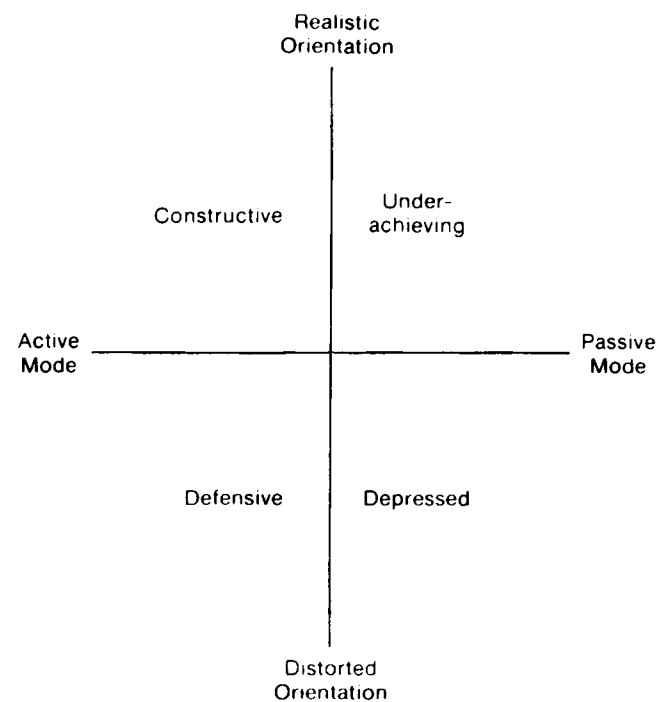 Realistic
Orientation
Constructive
Under-
achieving
Active
Mode
Passive
Mode
Defensive
Depressed
Distorted
Orientation